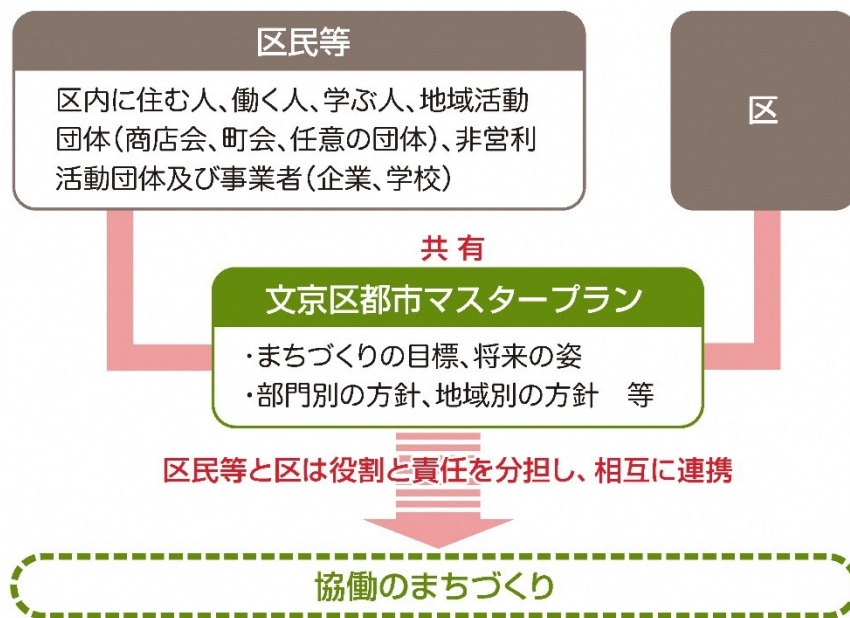 区民等
区内に住む人、働く人、学ぶ人、地域活動
団体(商店会、町会、任意の団体)、非営利
活動団体及び事業者(企業、学校)
区
共有
文京区都市マスタープラン
・まちづくりの目標、将来の姿
・部門別の方針、地域別の方針　等
区民等と区は役割と責任を分担し、相互に連携
協働のまちづくり